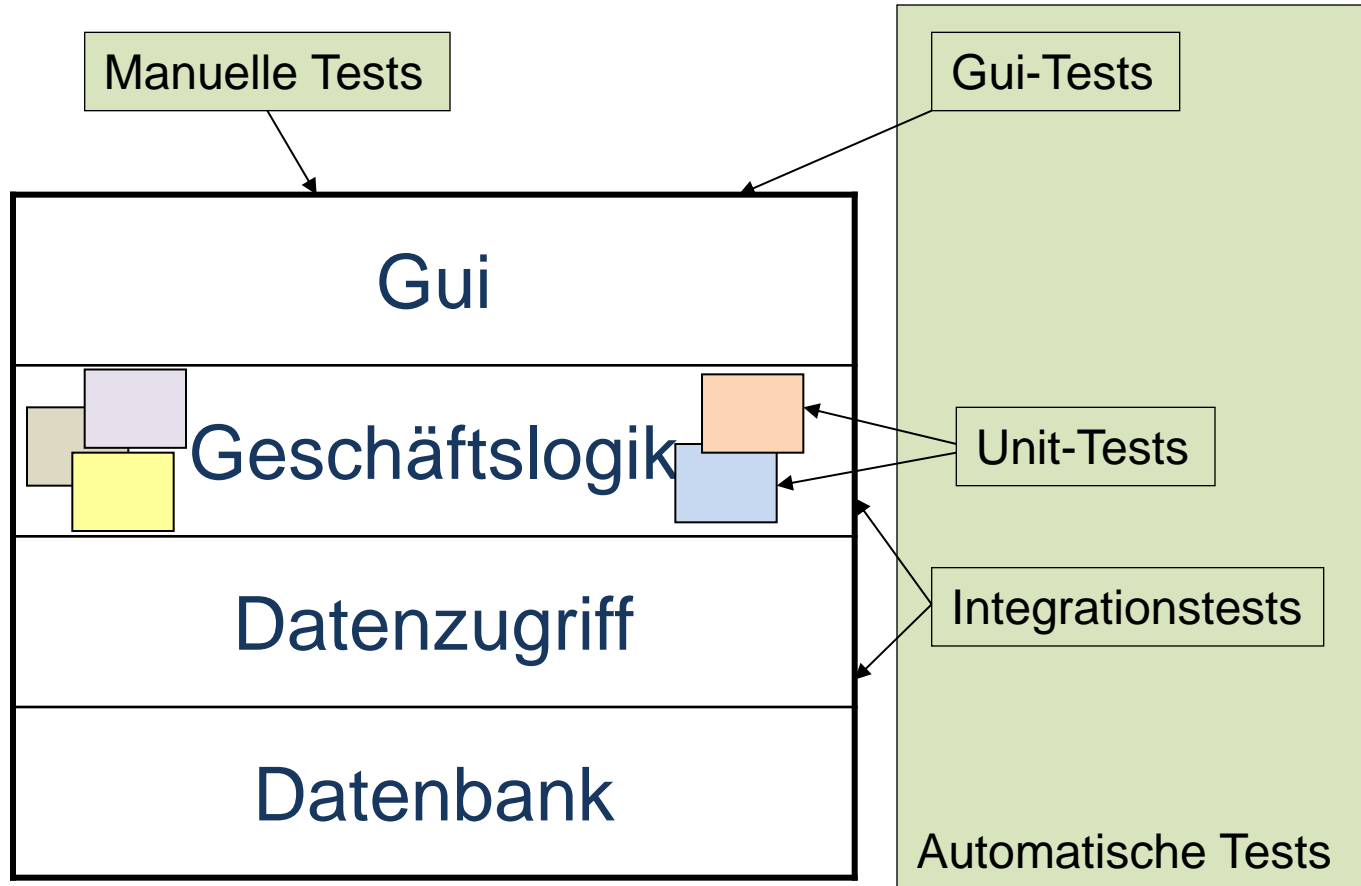 Manuelle Tests
Gui-Tests
Gui
Geschäftslogik
Unit-Tests
Datenzugriff
Integrationstests
Datenbank
Automatische Tests